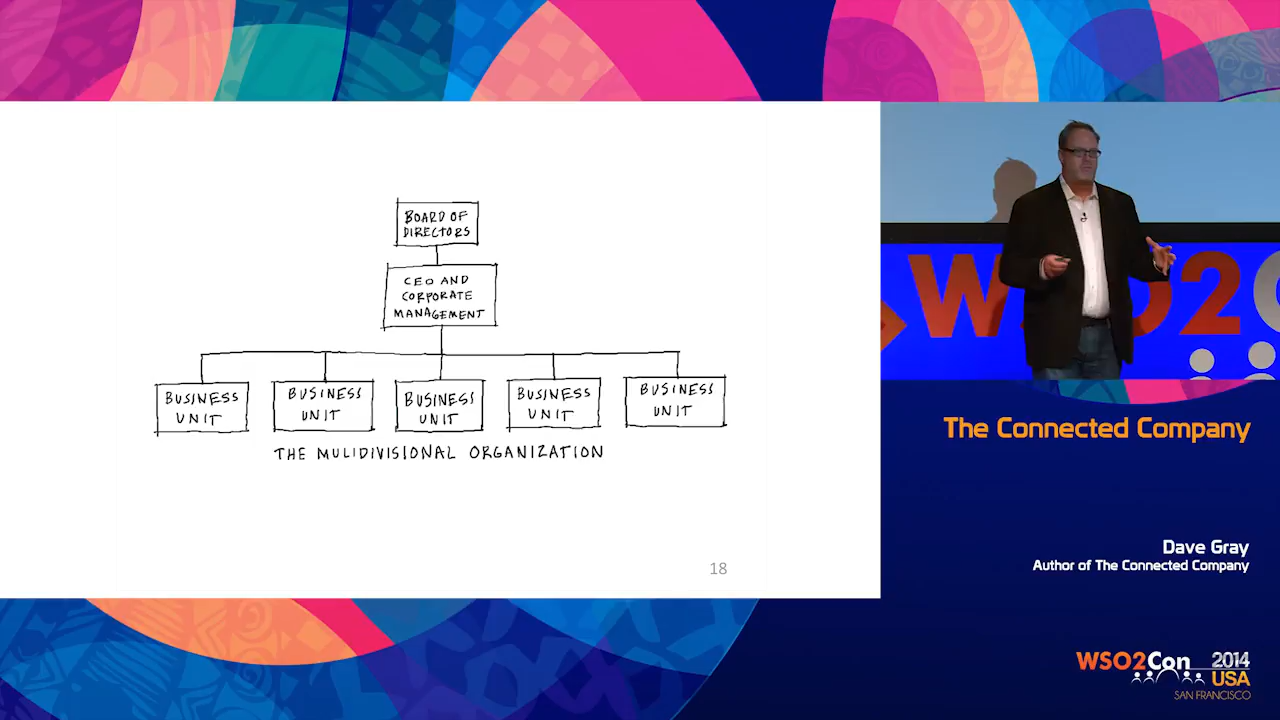 BOARD OF
DIRECTORS
CEO AND
CORPORATE
MANAGEMENT
BUSINESS
UNIT
BUSINESS
UNIT
BUSINESS
UNIT
BUSINESS
UNIT
BUSINESS
UNIT
THE MULIDIVISIONAL ORGANIZATION
18
WSO2C
The Connected Company
Dave Gray
Author of The Connected Company
WSO2Con 2014
USA
SAN FRANCISCO